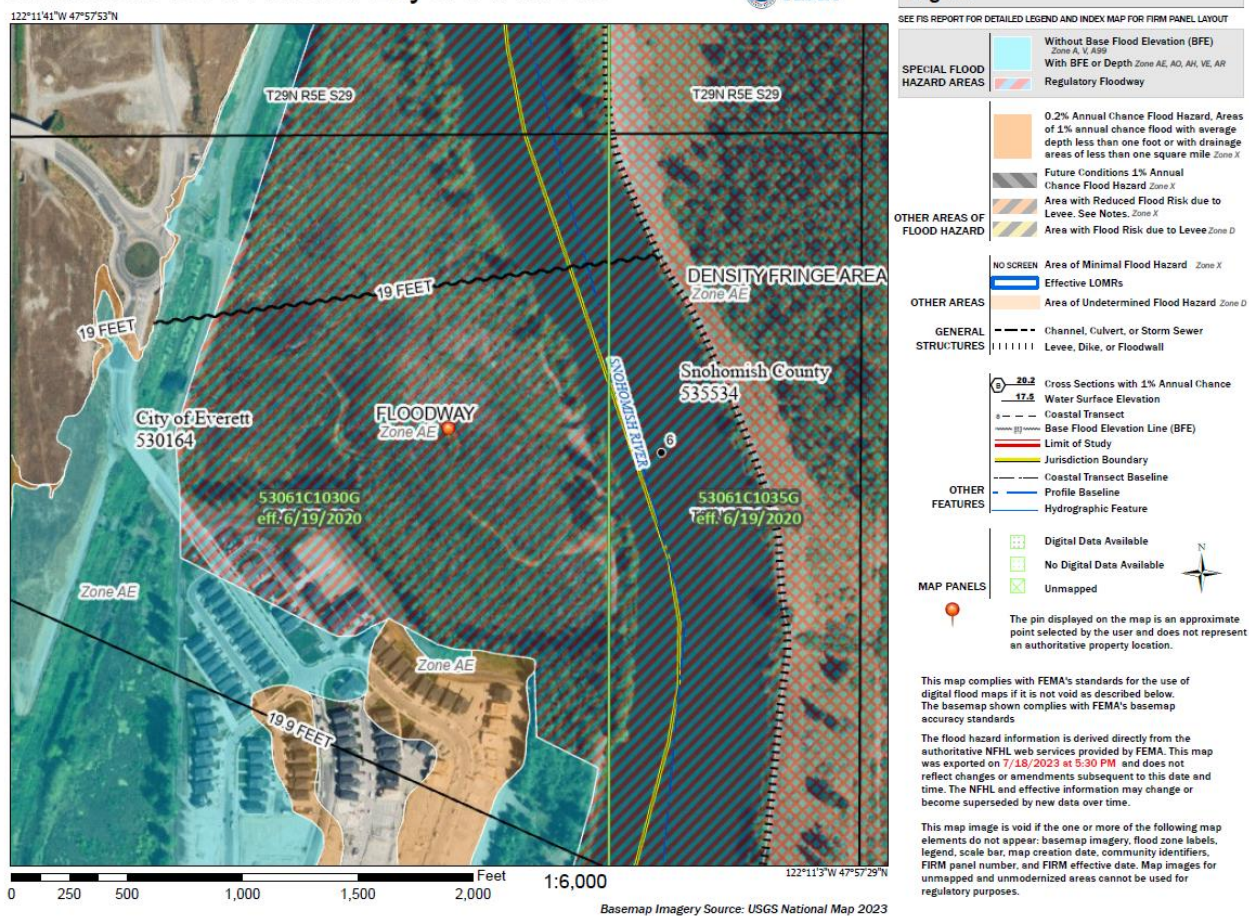 122°11'41"W 47°57'53"N
T29N R5E S29
T29N R5E S29
19 FEET
19 FEET
DENSITY FRINGE AREA
Zone AE
SNOHOMISH RIVER
Snohomish County
535534
City of Everett
530164
FLOODWAY
Zone AE
6
53061C1030G
eff. 6/19/2020
53061C1035G
eff. 6/19/2020
Zone AE
Zone AE
19.9 FEET
122°11'3"W 47°57'29"N
0 250 500 1,000 1,500 2,000
Feet
1:6,000
Basemap Imagery Source: USGS National Map 2023
SEE FIS REPORT FOR DETAILED LEGEND AND INDEX MAP FOR FIRM PANEL LAYOUT
SPECIAL FLOOD
HAZARD AREAS
Without Base Flood Elevation (BFE)
Zone A, V, A99
With BFE or Depth Zone AE, AO, AH, VE, AR
Regulatory Floodway
OTHER AREAS OF
FLOOD HAZARD
0.2% Annual Chance Flood Hazard, Areas
of 1% annual chance flood with average
depth less than one foot or with drainage
areas of less than one square mile Zone X
Future Conditions 1% Annual
Chance Flood Hazard Zone X
Area with Reduced Flood Risk due to
Levee. See Notes. Zone X
Area with Flood Risk due to Levee Zone D
OTHER AREAS
NO SCREEN Area of Minimal Flood Hazard Zone X
Effective LOMRs
Area of Undetermined Flood Hazard Zone D
GENERAL
STRUCTURES
Channel, Culvert, or Storm Sewer
Levee, Dike, or Floodwall
OTHER
FEATURES
B 20.2 Cross Sections with 1% Annual Chance
17.5 Water Surface Elevation
8 Coastal Transect
513 Base Flood Elevation Line (BFE)
Limit of Study
Jurisdiction Boundary
Coastal Transect Baseline
Profile Baseline
Hydrographic Feature
MAP PANELS
Digital Data Available
No Digital Data Available
Unmapped
N
The pin displayed on the map is an approximate
point selected by the user and does not represent
an authoritative property location.
This map complies with FEMA's standards for the use of
digital flood maps if it is not void as described below.
The basemap shown complies with FEMA's basemap
accuracy standards
The flood hazard information is derived directly from the
authoritative NFHL web services provided by FEMA. This map
was exported on 7/18/2023 at 5:30 PM and does not
reflect changes or amendments subsequent to this date and
time. The NFHL and effective information may change or
become superseded by new data over time.
This map image is void if the one or more of the following map
elements do not appear: basemap imagery, flood zone labels,
legend, scale bar, map creation date, community identifiers,
FIRM panel number, and FIRM effective date. Map images for
unmapped and unmodernized areas cannot be used for
regulatory purposes.